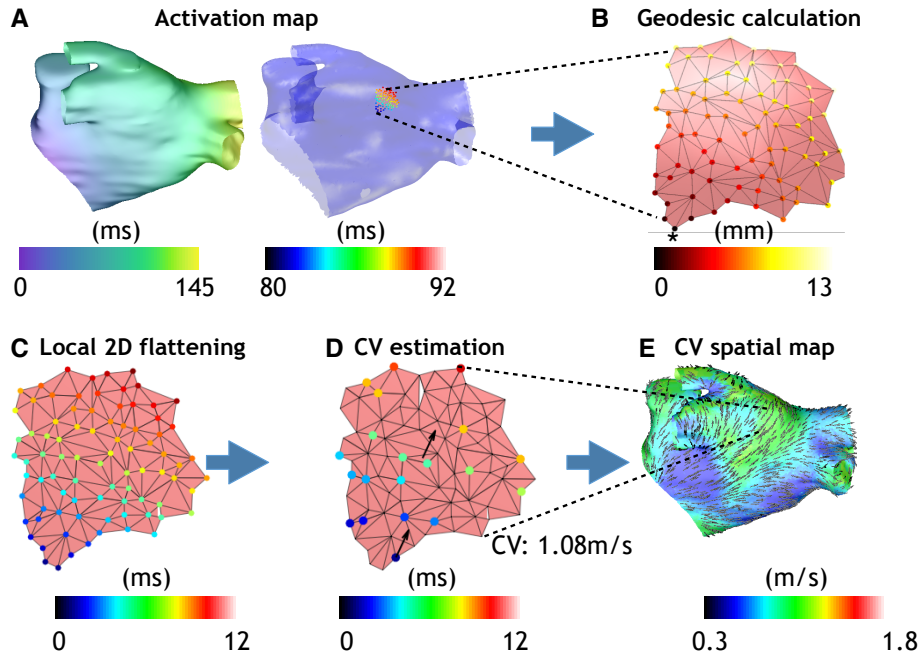 A Activation map
B Geodesic calculation
(ms)
0 145
(ms)
80 92
*
(mm)
0 13
C Local 2D flattening
D CV estimation
E CV spatial map
CV: 1.08m/s
(ms)
0 12
(ms)
0 12
(m/s)
0.3 1.8